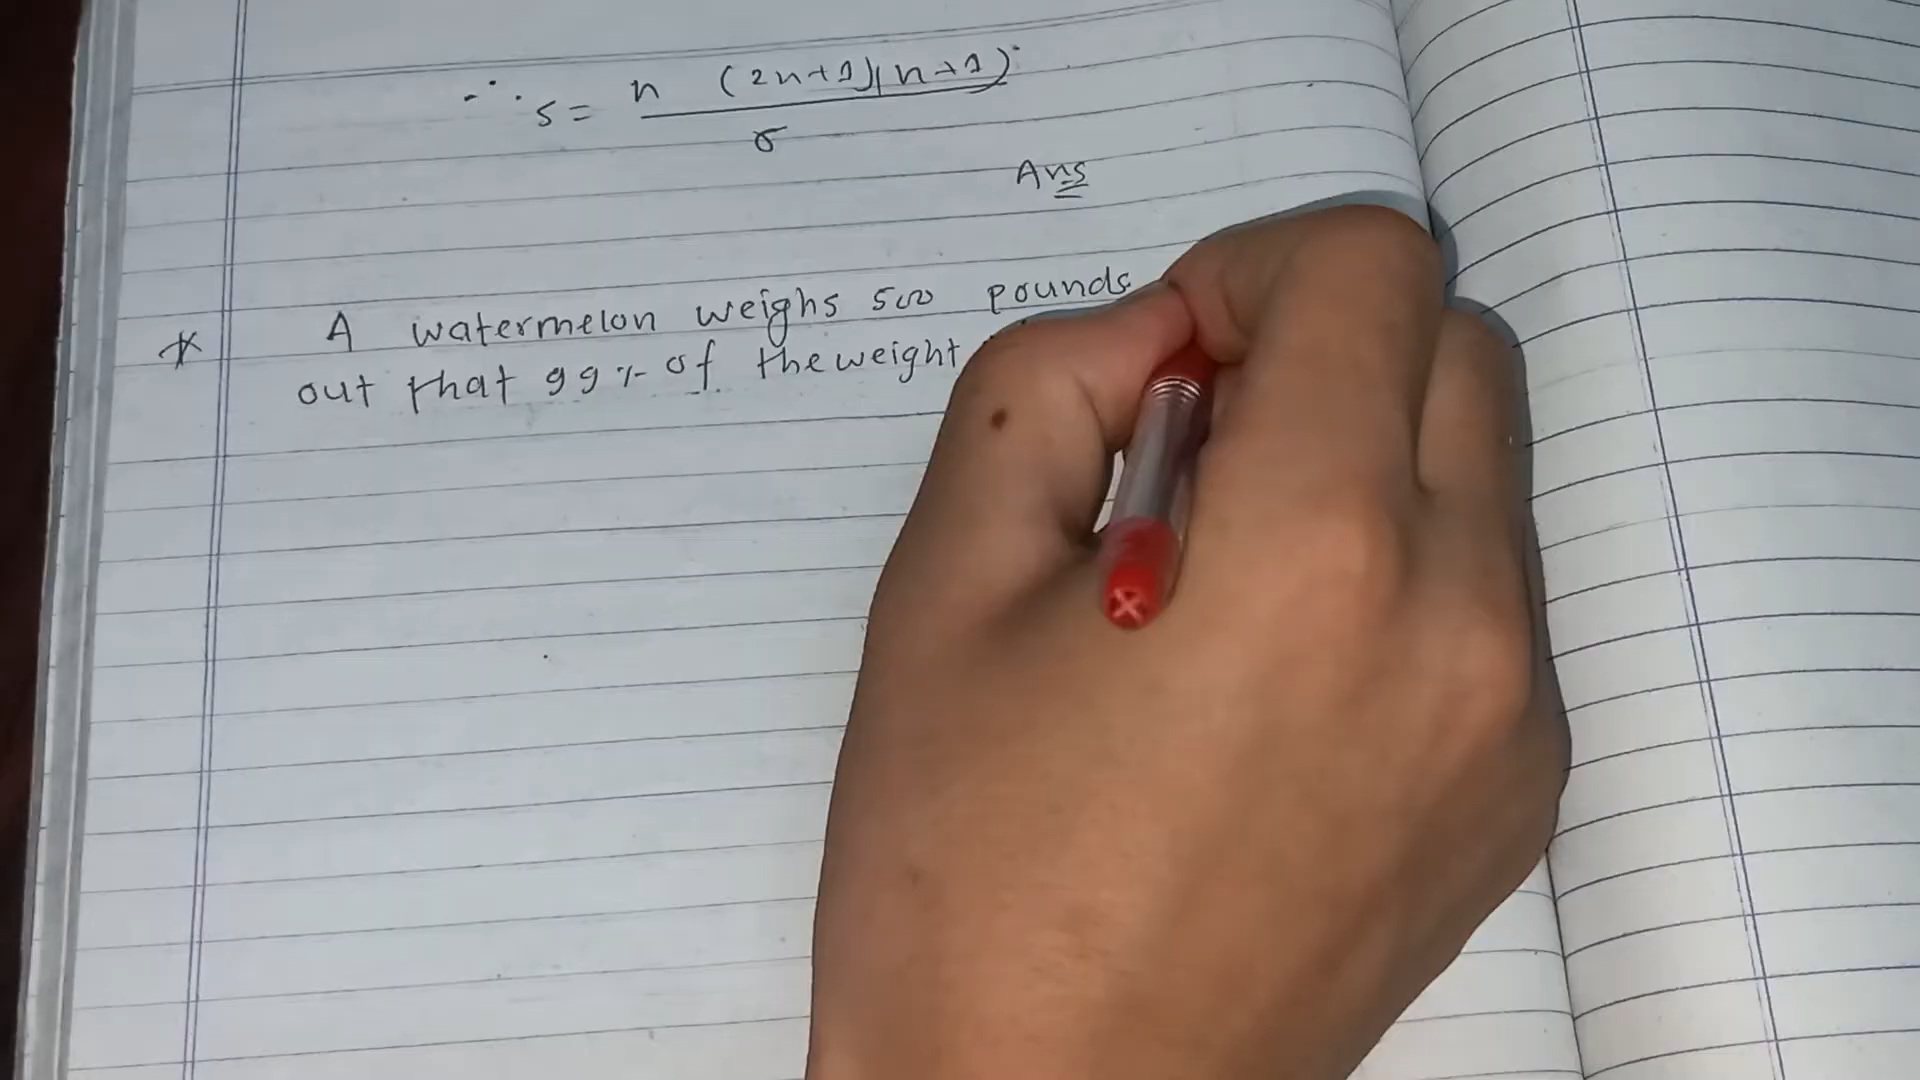 ∴ s = n (2n+1)(n+1) / 6
Ans
* A watermelon weighs 500 pounds
out that 99% of the weight